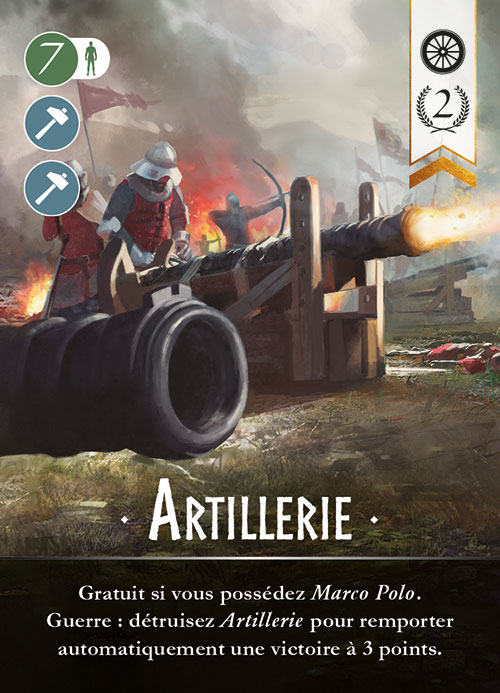 7
2
· ARTILLERIE ·
Gratuit si vous possédez Marco Polo.
Guerre : détruisez Artillerie pour remporter
automatiquement une victoire à 3 points.